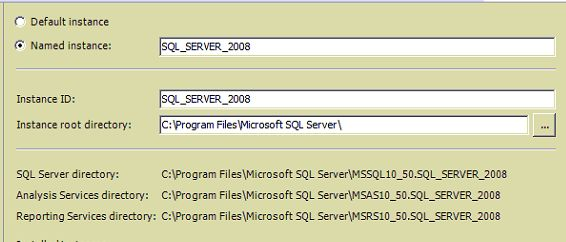 Default instance
Named instance: SQL_SERVER_2008
Instance ID: SQL_SERVER_2008
Instance root directory: C:\Program Files\Microsoft SQL Server\ ...
SQL Server directory: C:\Program Files\Microsoft SQL Server\MSSQL10_50.SQL_SERVER_2008
Analysis Services directory: C:\Program Files\Microsoft SQL Server\MSAS10_50.SQL_SERVER_2008
Reporting Services directory: C:\Program Files\Microsoft SQL Server\MSRS10_50.SQL_SERVER_2008